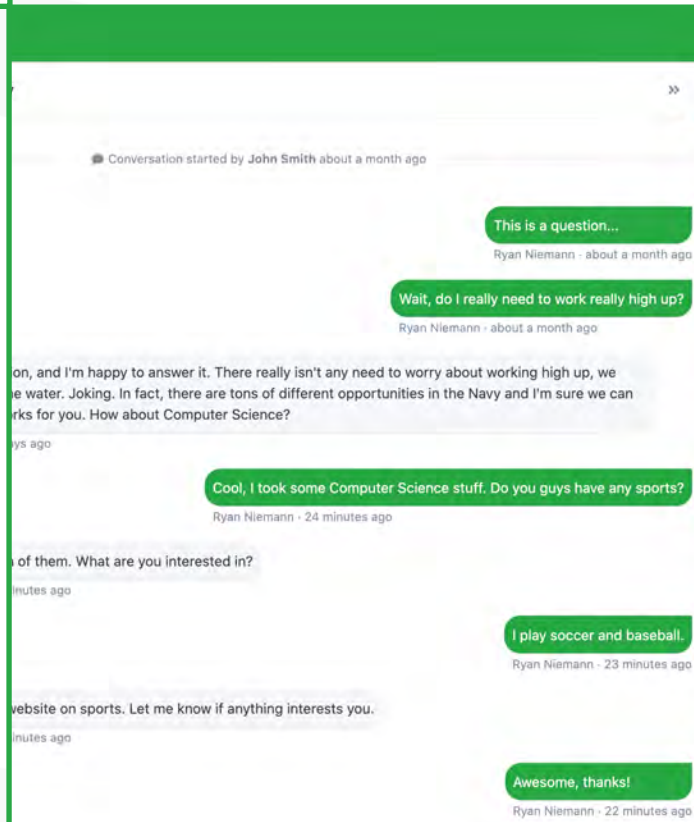 »
Conversation started by John Smith about a month ago
This is a question...
Ryan Niemann · about a month ago
Wait, do I really need to work really high up?
Ryan Niemann · about a month ago
on, and I'm happy to answer it. There really isn't any need to worry about working high up, we
e water. Joking. In fact, there are tons of different opportunities in the Navy and I'm sure we can
rks for you. How about Computer Science?
ys ago
Cool, I took some Computer Science stuff. Do you guys have any sports?
Ryan Niemann · 24 minutes ago
of them. What are you interested in?
inutes ago
I play soccer and baseball.
Ryan Niemann · 23 minutes ago
website on sports. Let me know if anything interests you.
inutes ago
Awesome, thanks!
Ryan Niemann · 22 minutes ago